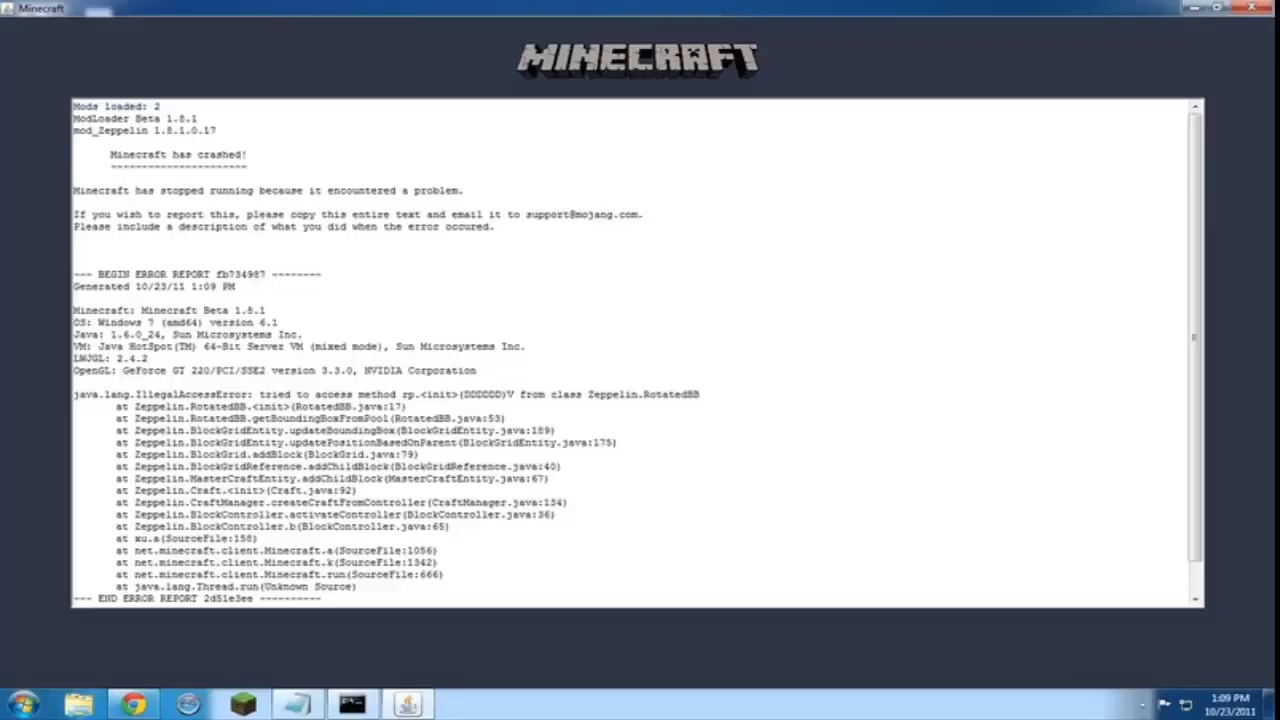 Minecraft
MINECRAFT
Mods loaded: 2
ModLoader Beta 1.8.1
mod_Zeppelin 1.8.1.0.17
Minecraft has crashed!
----------------------
Minecraft has stopped running because it encountered a problem.
If you wish to report this, please copy this entire text and email it to support@mojang.com.
Please include a description of what you did when the error occured.
--- BEGIN ERROR REPORT fb734987 --------
Generated 10/23/11 1:09 PM
Minecraft: Minecraft Beta 1.8.1
OS: Windows 7 (amd64) version 6.1
Java: 1.6.0_24, Sun Microsystems Inc.
VM: Java HotSpot(TM) 64-Bit Server VM (mixed mode), Sun Microsystems Inc.
LWJGL: 2.4.2
OpenGL: GeForce GT 220/PCI/SSE2 version 3.3.0, NVIDIA Corporation
java.lang.IllegalAccessError: tried to access method rp.<init>(DDDDDD)V from class Zeppelin.RotatedBB
at Zeppelin.RotatedBB.<init>(RotatedBB.java:17)
at Zeppelin.RotatedBB.getBoundingBoxFromPool(RotatedBB.java:53)
at Zeppelin.BlockGridEntity.updateBoundingBox(BlockGridEntity.java:189)
at Zeppelin.BlockGridEntity.updatePositionBasedOnParent(BlockGridEntity.java:175)
at Zeppelin.BlockGrid.addBlock(BlockGrid.java:79)
at Zeppelin.BlockGridReference.addChildBlock(BlockGridReference.java:40)
at Zeppelin.MasterCraftEntity.addChildBlock(MasterCraftEntity.java:67)
at Zeppelin.Craft.<init>(Craft.java:92)
at Zeppelin.CraftManager.createCraftFromController(CraftManager.java:134)
at Zeppelin.BlockController.activateController(BlockController.java:36)
at Zeppelin.BlockController.b(BlockController.java:65)
at xu.a(SourceFile:158)
at net.minecraft.client.Minecraft.a(SourceFile:1056)
at net.minecraft.client.Minecraft.k(SourceFile:1342)
at net.minecraft.client.Minecraft.run(SourceFile:666)
at java.lang.Thread.run(Unknown Source)
--- END ERROR REPORT 2d51e3ee ----------
1:09 PM
10/23/2011